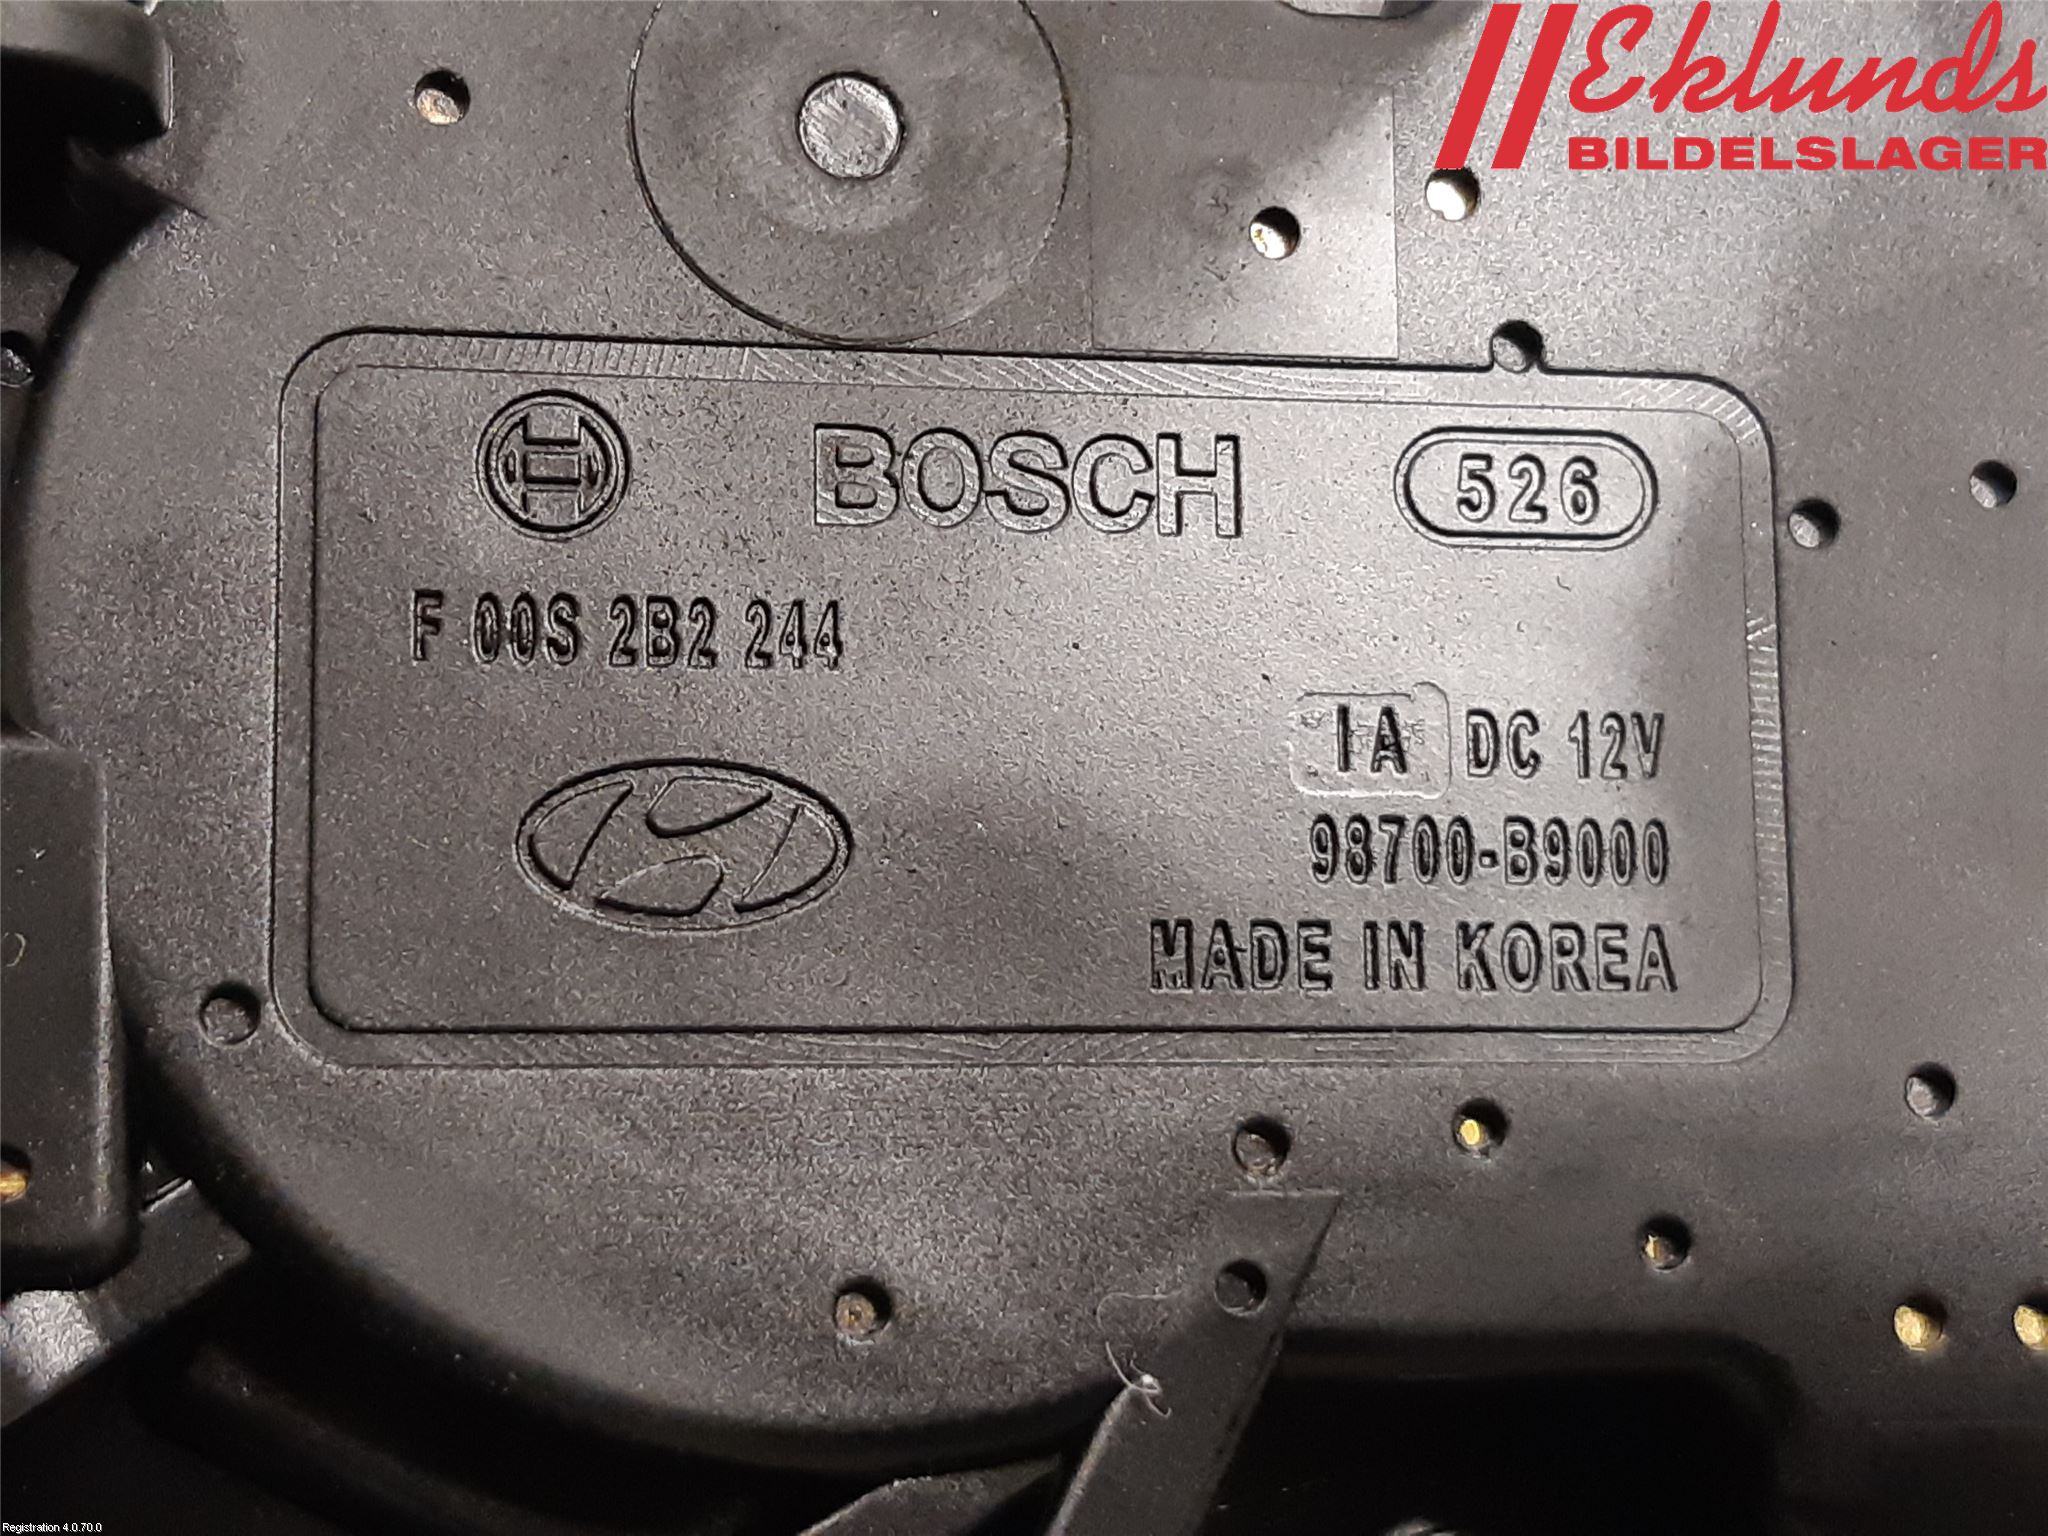 Eklunds
BILDELSLAGER
BOSCH 526
F 00S 2B2 244
IA DC 12V
98700-B9000
MADE IN KOREA
Registration 4.0.70.0